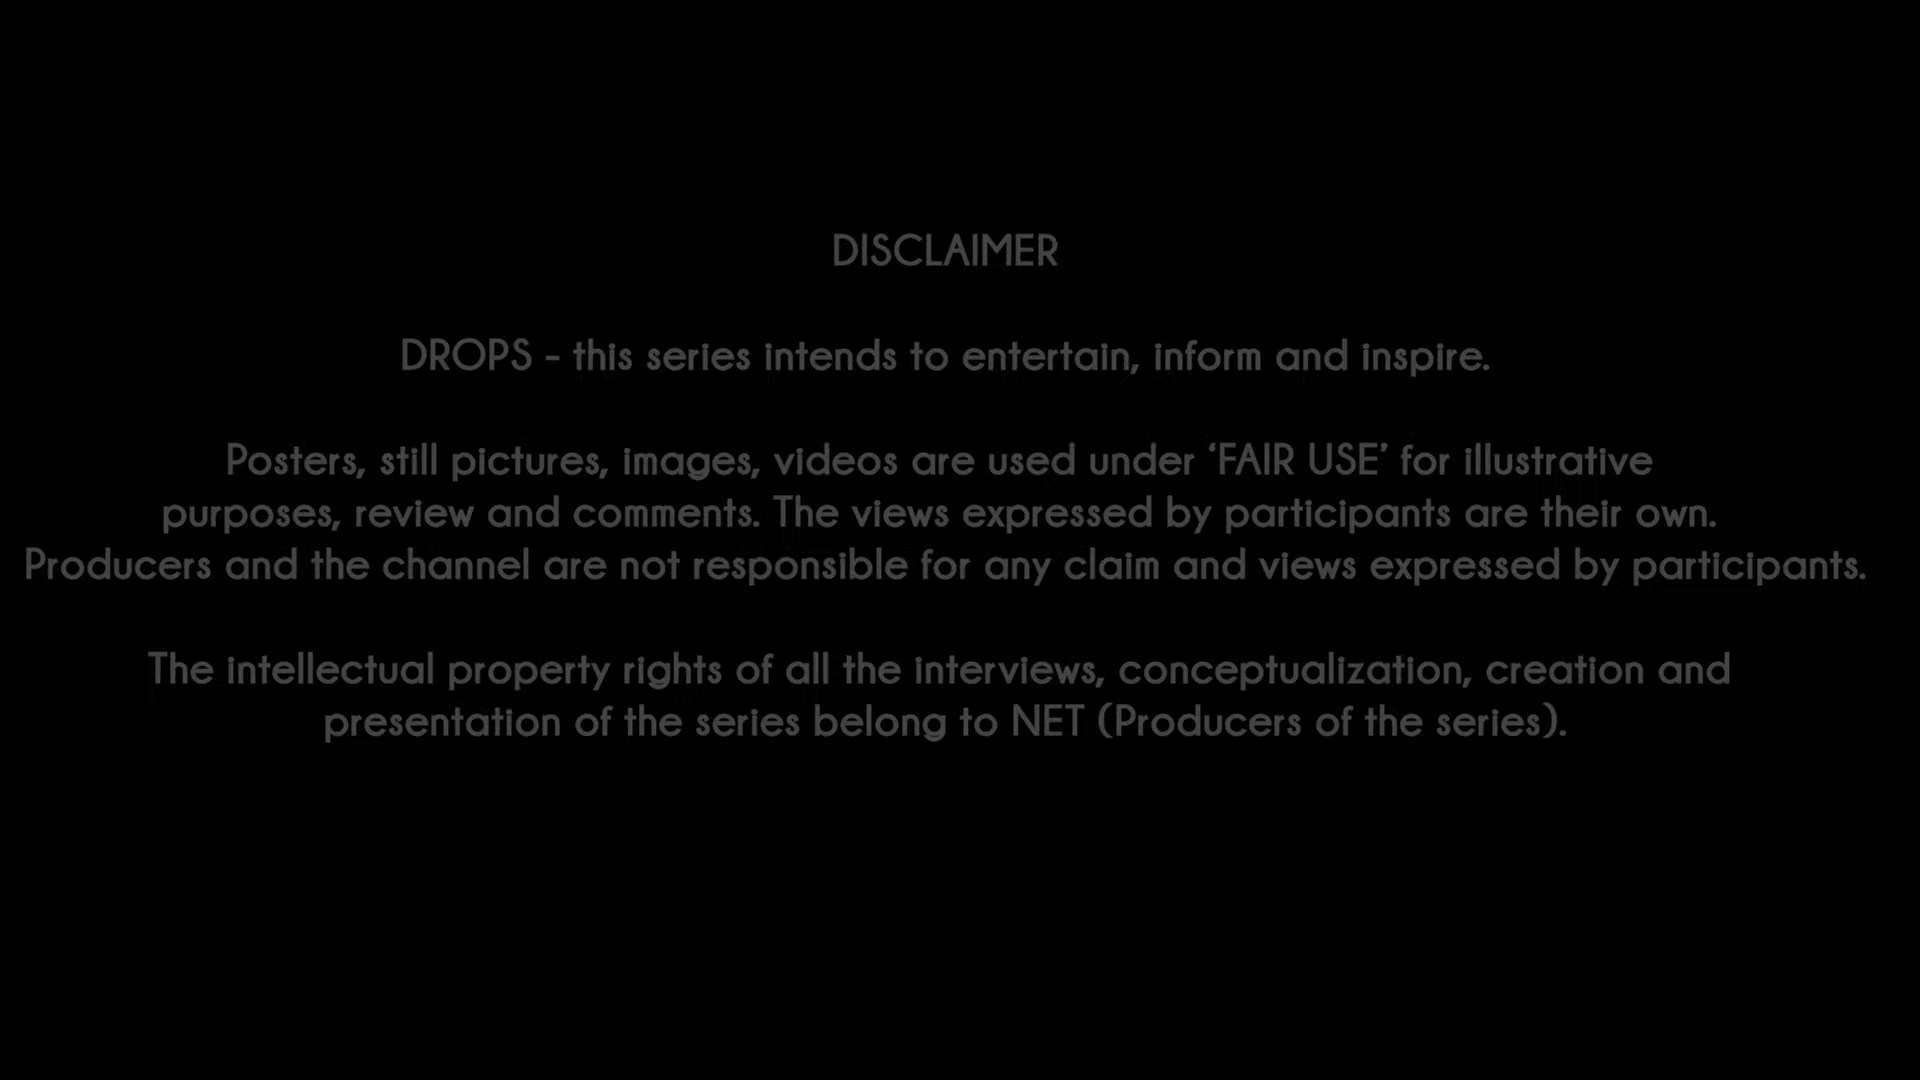 DISCLAIMER
DROPS - this series intends to entertain, inform and inspire.
Posters, still pictures, images, videos are used under ‘FAIR USE’ for illustrative
purposes, review and comments. The views expressed by participants are their own.
Producers and the channel are not responsible for any claim and views expressed by participants.
The intellectual property rights of all the interviews, conceptualization, creation and
presentation of the series belong to NET (Producers of the series).